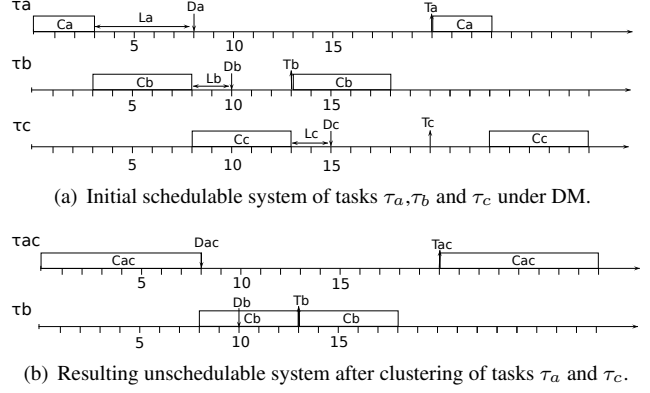 τa Ca La Da Ta Ca
5 10 15
τb Cb Lb Db Tb Cb
5 10 15
τc Cc Lc Dc Tc Cc
5 10 15
(a) Initial schedulable system of tasks τa,τb and τc under DM.
τac Cac Dac Tac Cac
5 10 15
τb Db Cb Tb Cb
5 10 15
(b) Resulting unschedulable system after clustering of tasks τa and τc.